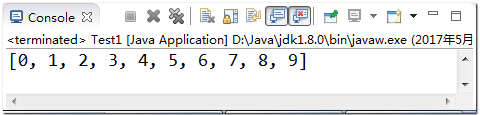 Console
<terminated> Test1 [Java Application] D:\Java\jdk1.8.0\bin\javaw.exe (2017年5月
[0, 1, 2, 3, 4, 5, 6, 7, 8, 9]